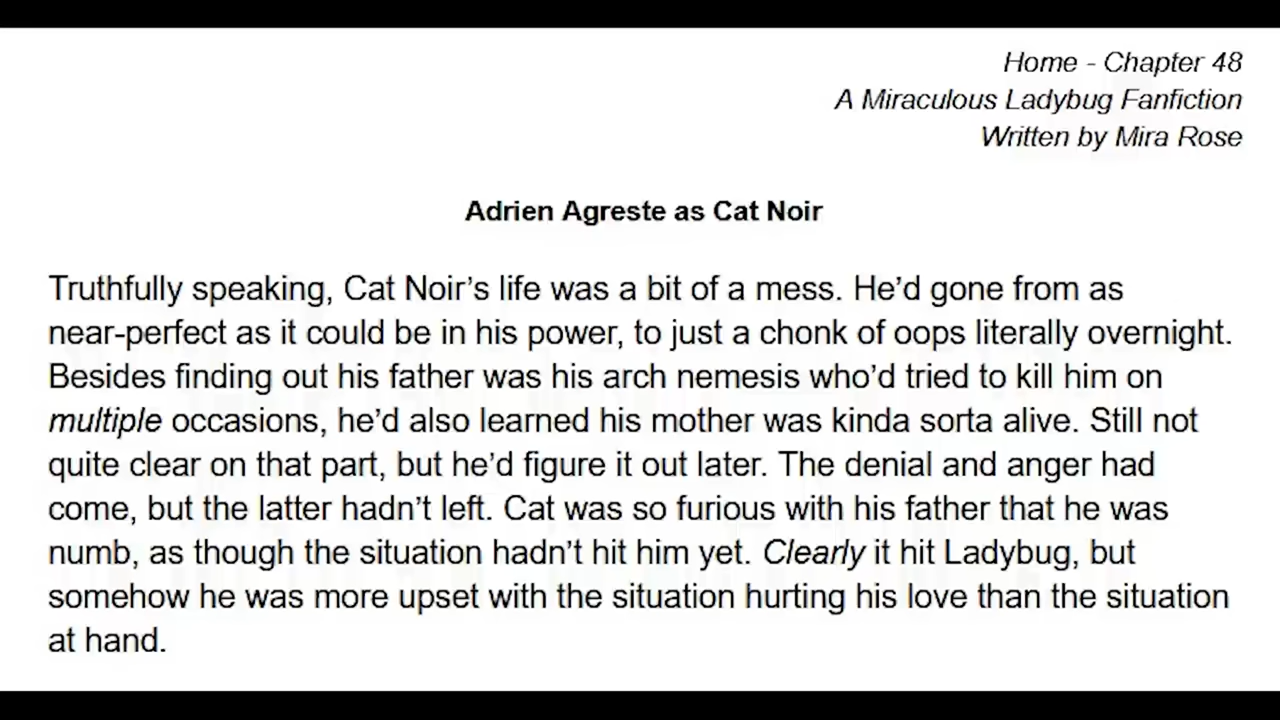 Home - Chapter 48
A Miraculous Ladybug Fanfiction
Written by Mira Rose
Adrien Agreste as Cat Noir
Truthfully speaking, Cat Noir’s life was a bit of a mess. He’d gone from as
near-perfect as it could be in his power, to just a chonk of oops literally overnight.
Besides finding out his father was his arch nemesis who’d tried to kill him on
multiple occasions, he’d also learned his mother was kinda sorta alive. Still not
quite clear on that part, but he’d figure it out later. The denial and anger had
come, but the latter hadn’t left. Cat was so furious with his father that he was
numb, as though the situation hadn’t hit him yet. Clearly it hit Ladybug, but
somehow he was more upset with the situation hurting his love than the situation
at hand.